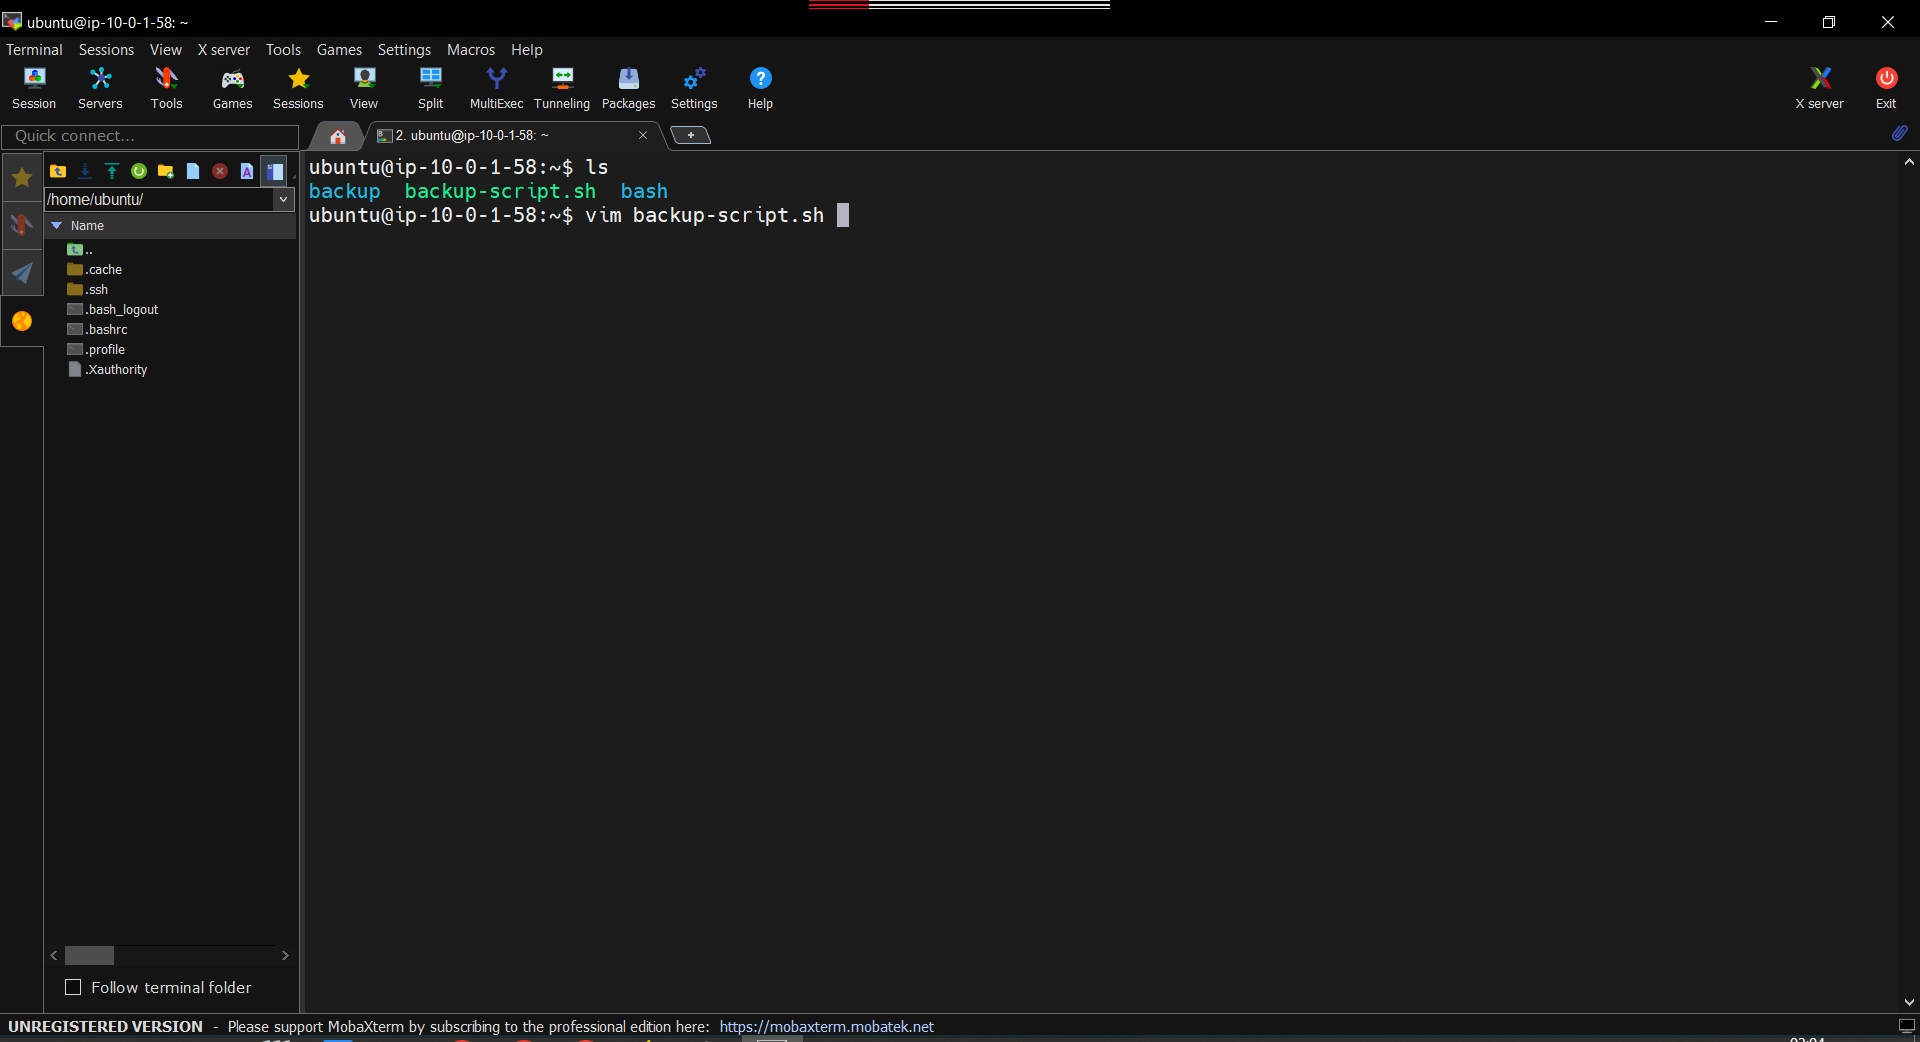 ubuntu@ip-10-0-1-58: ~
Terminal Sessions View X server Tools Games Settings Macros Help
Session Servers Tools Games Sessions View Split MultiExec Tunneling Packages Settings Help X server Exit
Quick connect...
2. ubuntu@ip-10-0-1-58: ~
/home/ubuntu/
Name
..
.cache
.ssh
.bash_logout
.bashrc
.profile
.Xauthority
ubuntu@ip-10-0-1-58:~$ ls
backup backup-script.sh bash
ubuntu@ip-10-0-1-58:~$ vim backup-script.sh
Follow terminal folder
UNREGISTERED VERSION - Please support MobaXterm by subscribing to the professional edition here: https://mobaxterm.mobatek.net